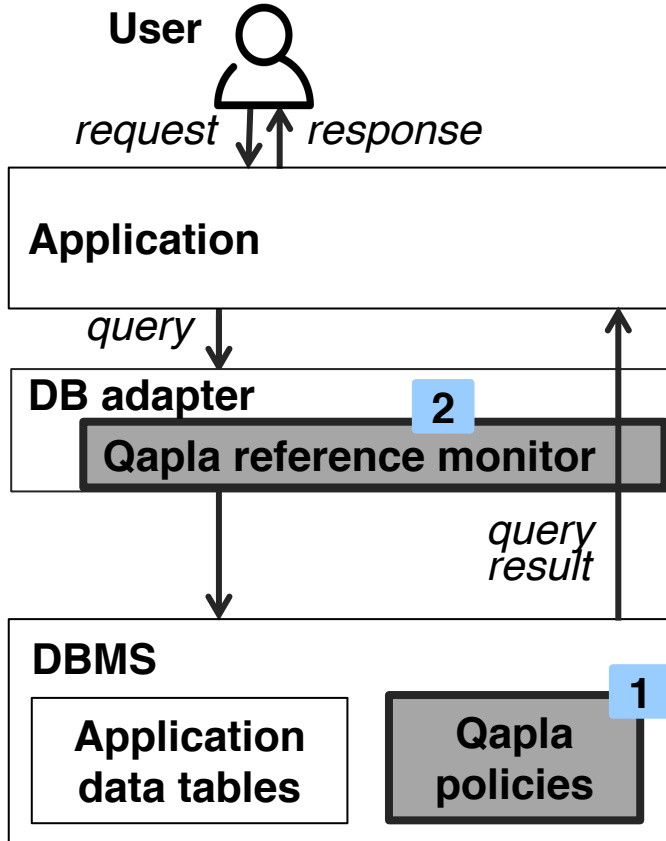 User
request response
Application
query
DB adapter
2
Qapla reference monitor
query
result
DBMS
1
Application
data tables
Qapla
policies